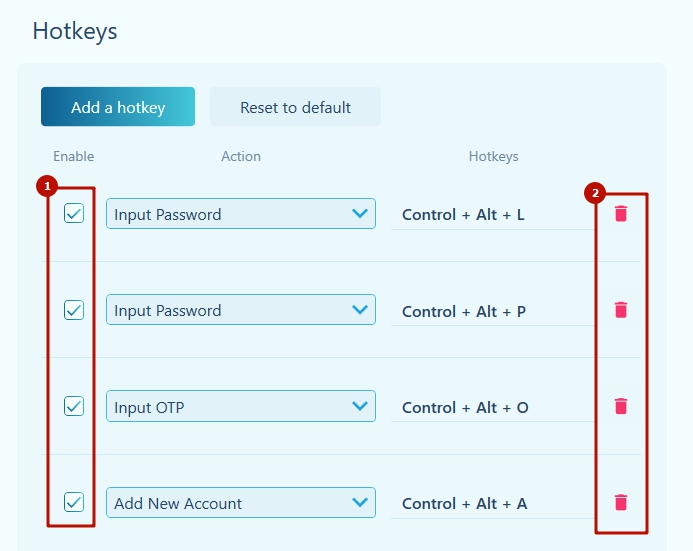 Hotkeys
Add a hotkey
Reset to default
Enable Action Hotkeys
1
2
Input Password Control + Alt + L
Input Password Control + Alt + P
Input OTP Control + Alt + O
Add New Account Control + Alt + A